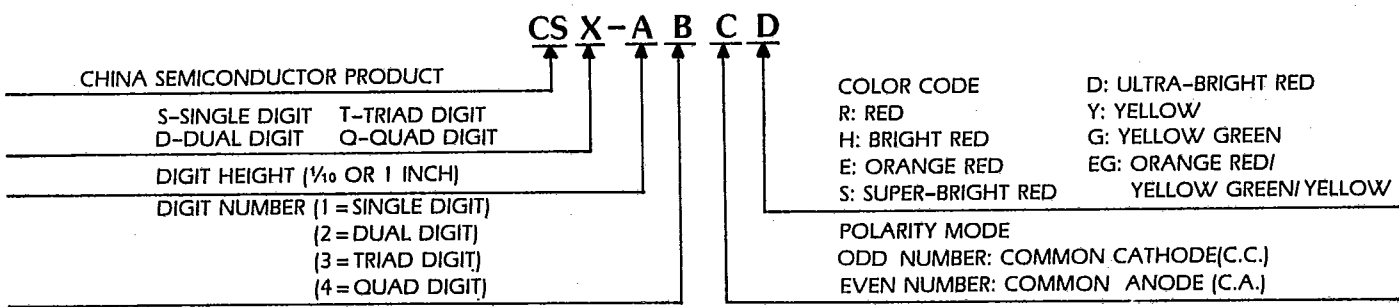 CS X-A B C D
CHINA SEMICONDUCTOR PRODUCT
S-SINGLE DIGIT T-TRIAD DIGIT
D-DUAL DIGIT Q-QUAD DIGIT
DIGIT HEIGHT (1/10 OR 1 INCH)
DIGIT NUMBER (1=SINGLE DIGIT)
(2=DUAL DIGIT)
(3=TRIAD DIGIT)
(4=QUAD DIGIT)
COLOR CODE D: ULTRA-BRIGHT RED
R: RED Y: YELLOW
H: BRIGHT RED G: YELLOW GREEN
E: ORANGE RED EG: ORANGE RED/
S: SUPER-BRIGHT RED YELLOW GREEN/YELLOW
POLARITY MODE
ODD NUMBER: COMMON CATHODE(C.C.)
EVEN NUMBER: COMMON ANODE (C.A.)